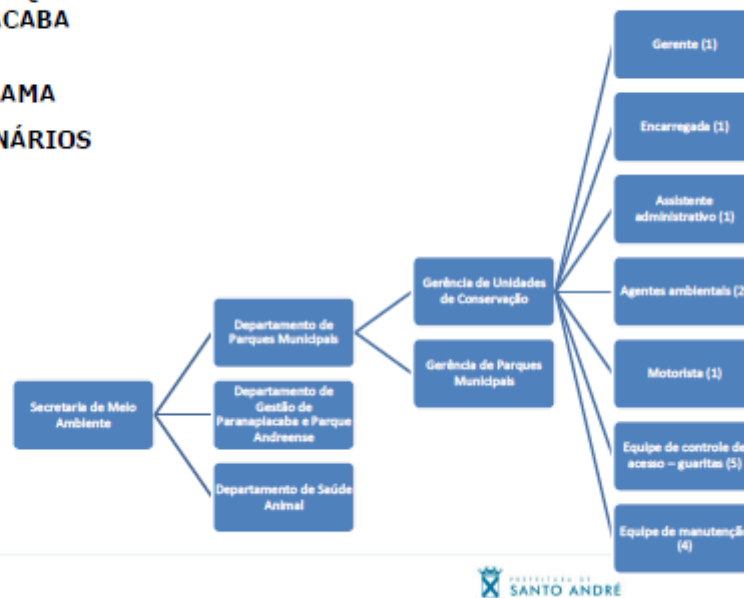 ACABA
AMA
NÁRIOS
Secretaria de Meio
Ambiente
Departamento de
Parques Municipais
Departamento de
Gestão de
Paranapiacaba e Parque
Andreense
Departamento de Saúde
Animal
Gerência de Unidades
de Conservação
Gerência de Parques
Municipais
Gerente (1)
Encarregada (1)
Assistente
administrativo (1)
Agentes ambientais (2
Motorista (1)
Equipe de controle de
acesso – guaritas (5)
Equipe de manutenção
(4)
PREFEITURA DE
SANTO ANDRÉ